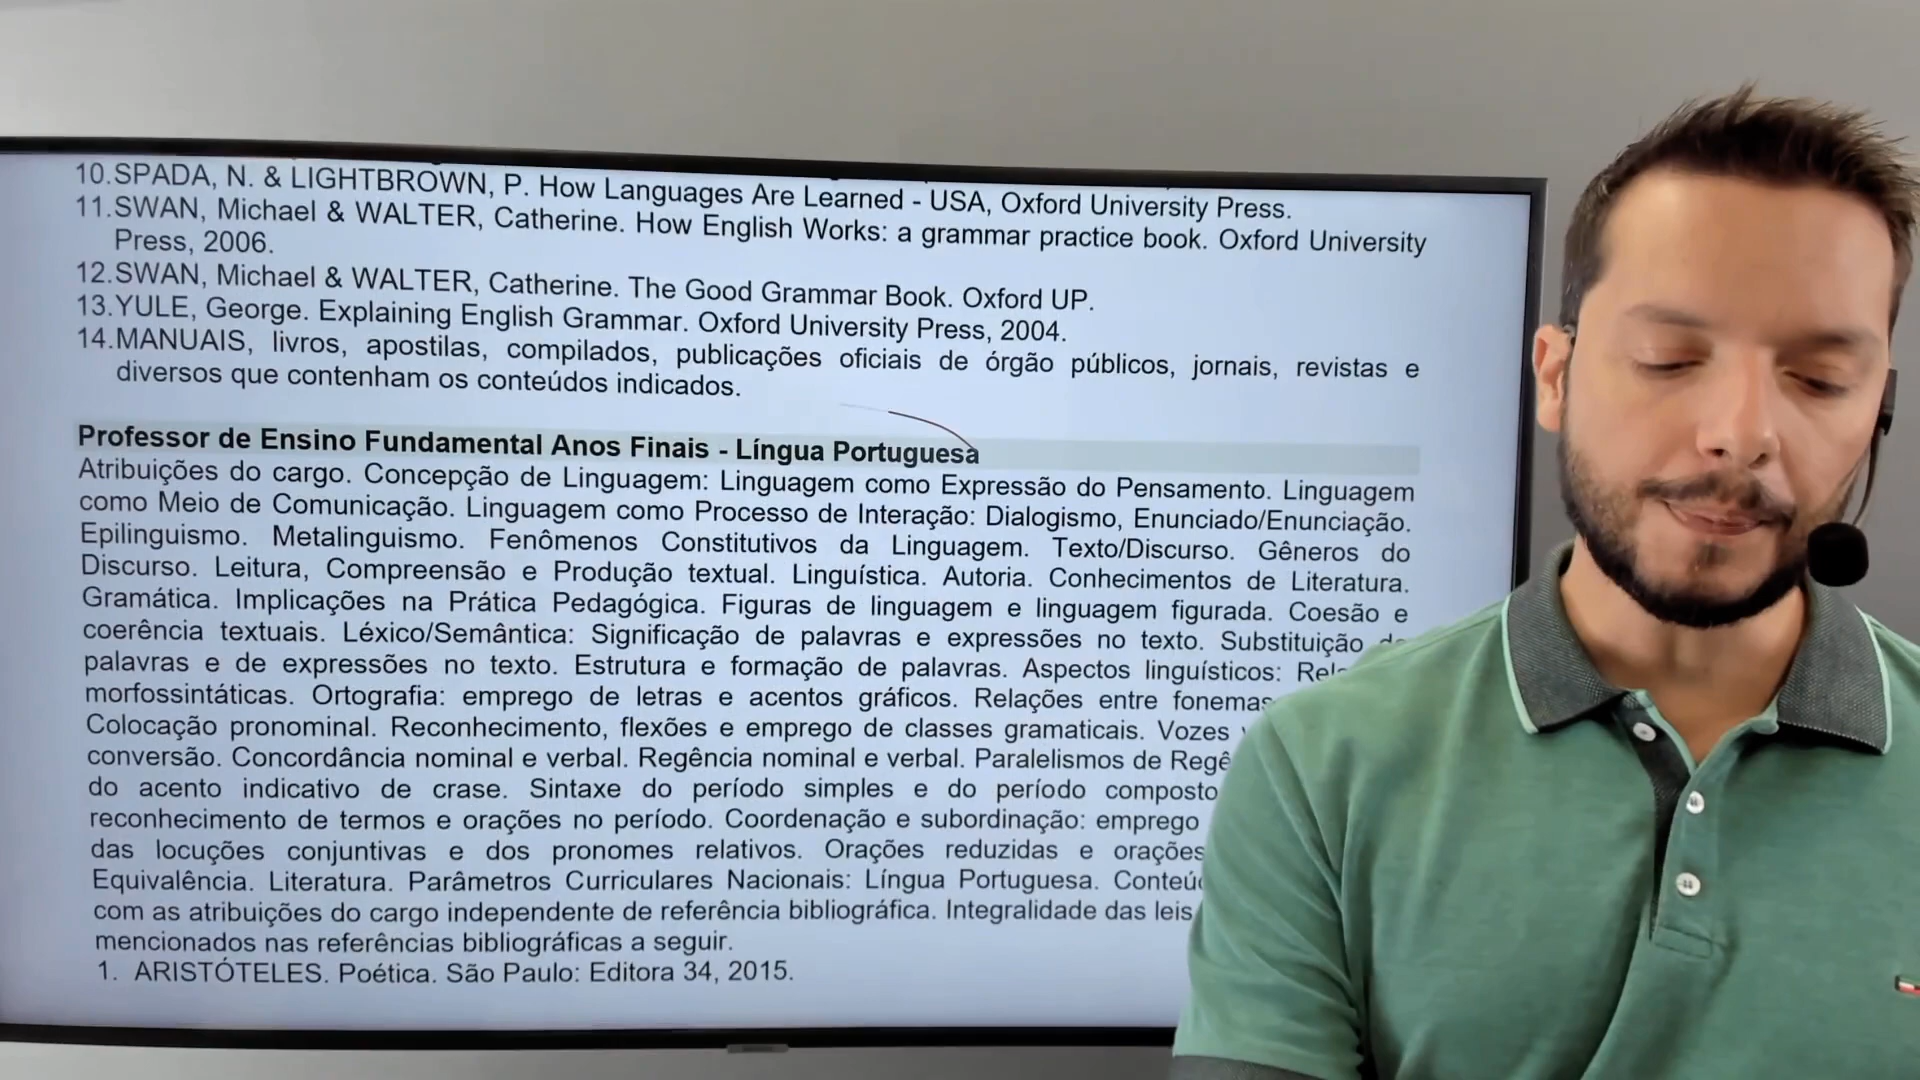 10.SPADA, N. & LIGHTBROWN, P. How Languages Are Learned - USA, Oxford University Press.
11.SWAN, Michael & WALTER, Catherine. How English Works: a grammar practice book. Oxford University
Press, 2006.
12.SWAN, Michael & WALTER, Catherine. The Good Grammar Book. Oxford UP.
13.YULE, George. Explaining English Grammar. Oxford University Press, 2004.
14.MANUAIS, livros, apostilas, compilados, publicações oficiais de órgão públicos, jornais, revistas e
diversos que contenham os conteúdos indicados.
Professor de Ensino Fundamental Anos Finais - Língua Portuguesa
Atribuições do cargo. Concepção de Linguagem: Linguagem como Expressão do Pensamento. Linguagem
como Meio de Comunicação. Linguagem como Processo de Interação: Dialogismo, Enunciado/Enunciação.
Epilinguismo. Metalinguismo. Fenômenos Constitutivos da Linguagem. Texto/Discurso. Gêneros do
Discurso. Leitura, Compreensão e Produção textual. Linguística. Autoria. Conhecimentos de Literatura.
Gramática. Implicações na Prática Pedagógica. Figuras de linguagem e linguagem figurada. Coesão e
coerência textuais. Léxico/Semântica: Significação de palavras e expressões no texto. Substituição
palavras e de expressões no texto. Estrutura e formação de palavras. Aspectos linguísticos:
morfossintáticas. Ortografia: emprego de letras e acentos gráficos. Relações entre fonemas
Colocação pronominal. Reconhecimento, flexões e emprego de classes gramaticais. Vozes
conversão. Concordância nominal e verbal. Regência nominal e verbal. Paralelismos de
do acento indicativo de crase. Sintaxe do período simples e do período composto
reconhecimento de termos e orações no período. Coordenação e subordinação: emprego
das locuções conjuntivas e dos pronomes relativos. Orações reduzidas e orações
Equivalência. Literatura. Parâmetros Curriculares Nacionais: Língua Portuguesa.
com as atribuições do cargo independente de referência bibliográfica. Integralidade das leis
mencionados nas referências bibliográficas a seguir.
1. ARISTÓTELES. Poética. São Paulo: Editora 34, 2015.